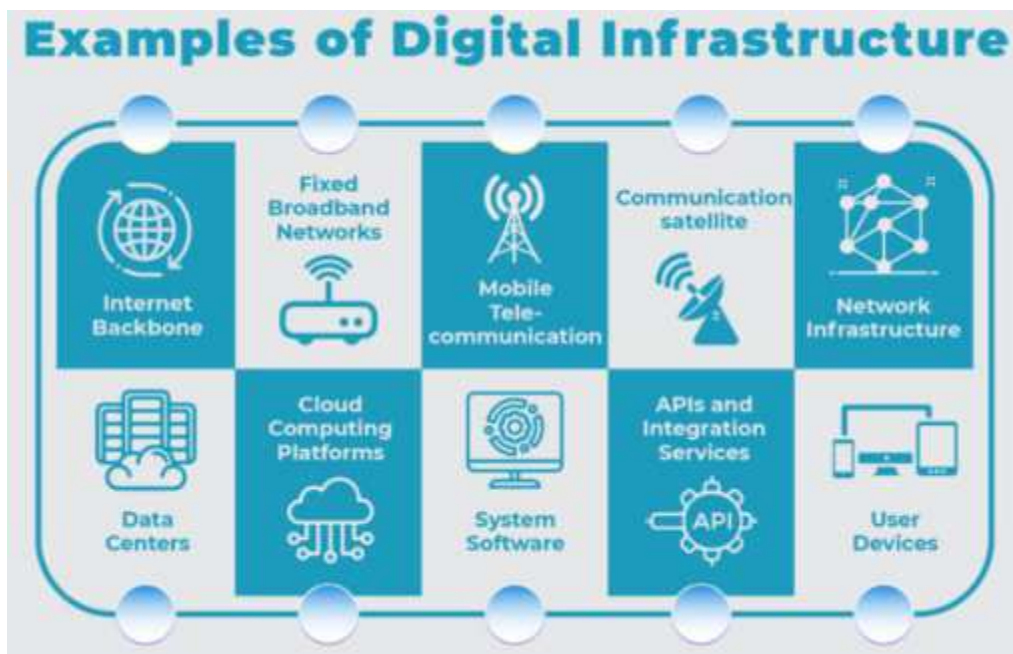 Examples of Digital Infrastructure
Internet
Backbone
Fixed
Broadband
Networks
Mobile
Tele-
communication
Communication
satellite
Network
Infrastructure
Data
Centers
Cloud
Computing
Platforms
System
Software
APIs and
Integration
Services
API
User
Devices